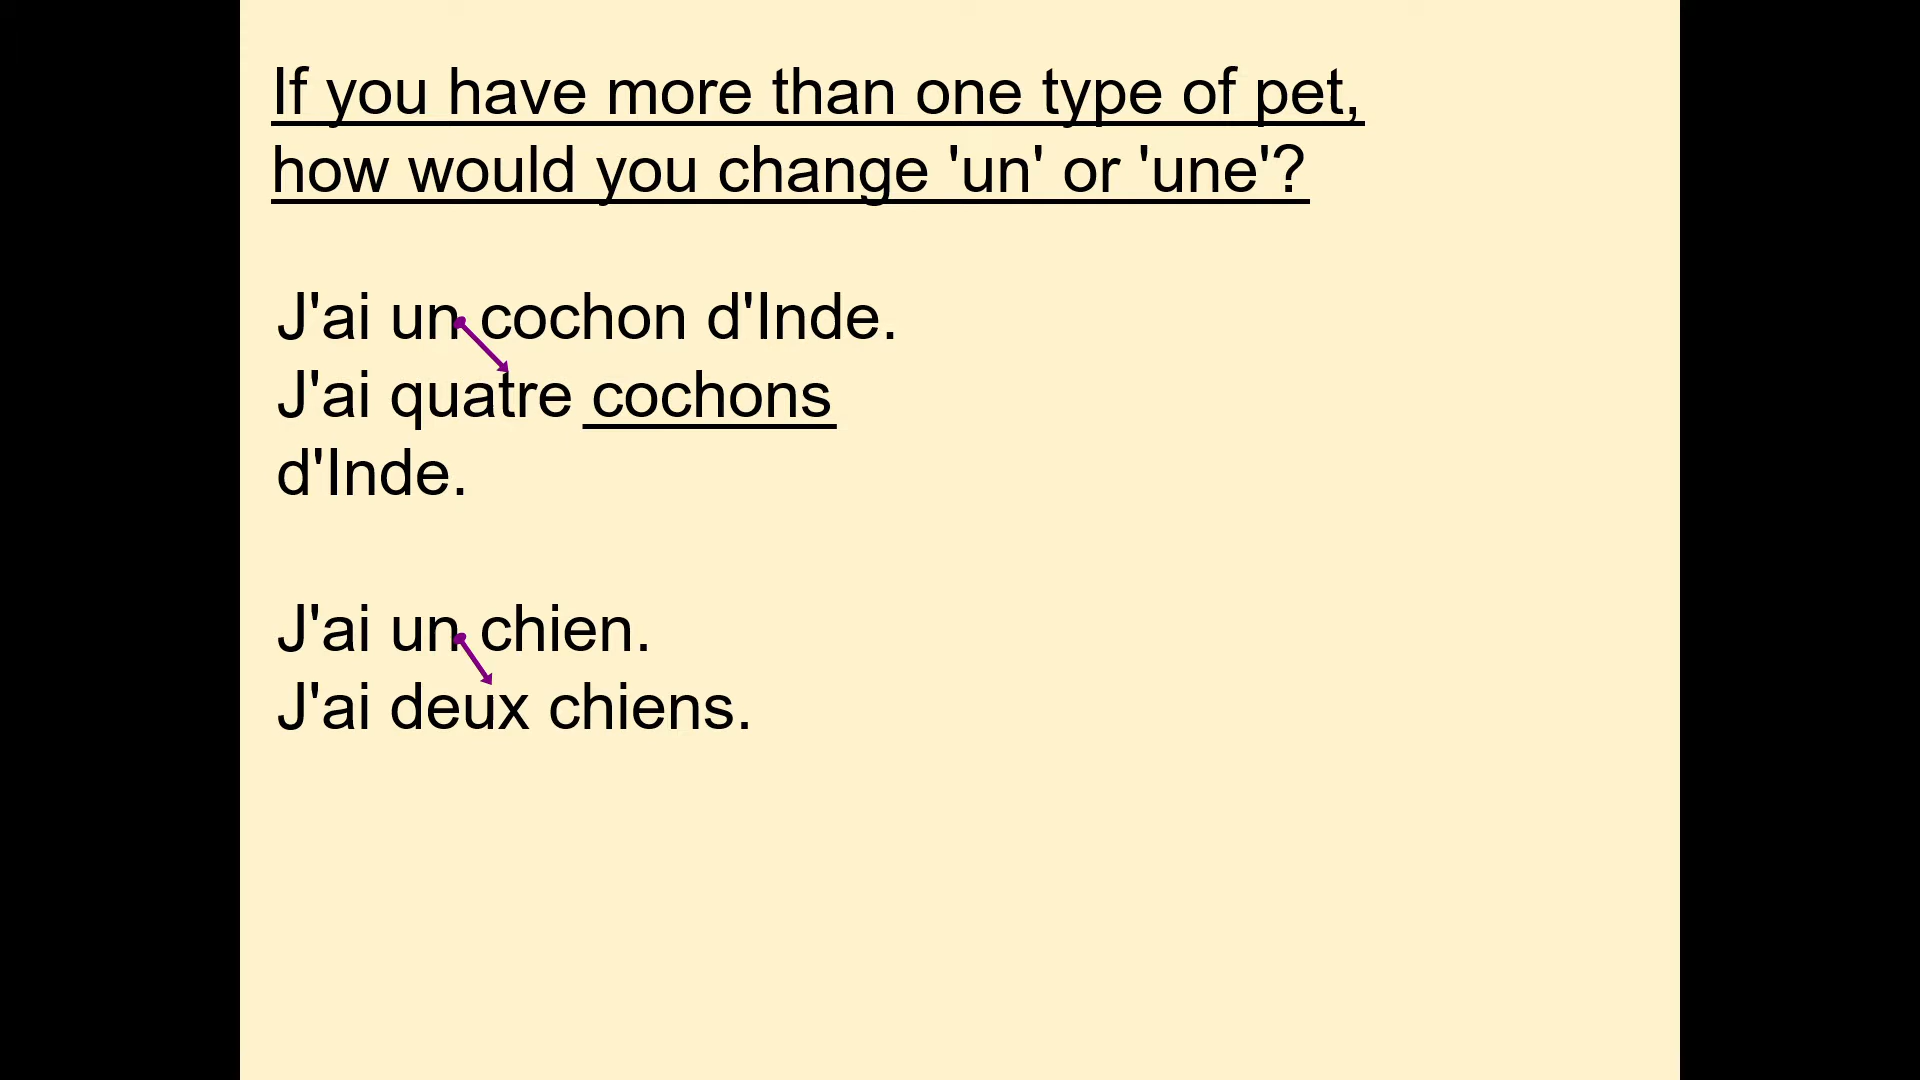 If you have more than one type of pet,
how would you change 'un' or 'une'?
J'ai un cochon d'Inde.
J'ai quatre cochons
d'Inde.
J'ai un chien.
J'ai deux chiens.